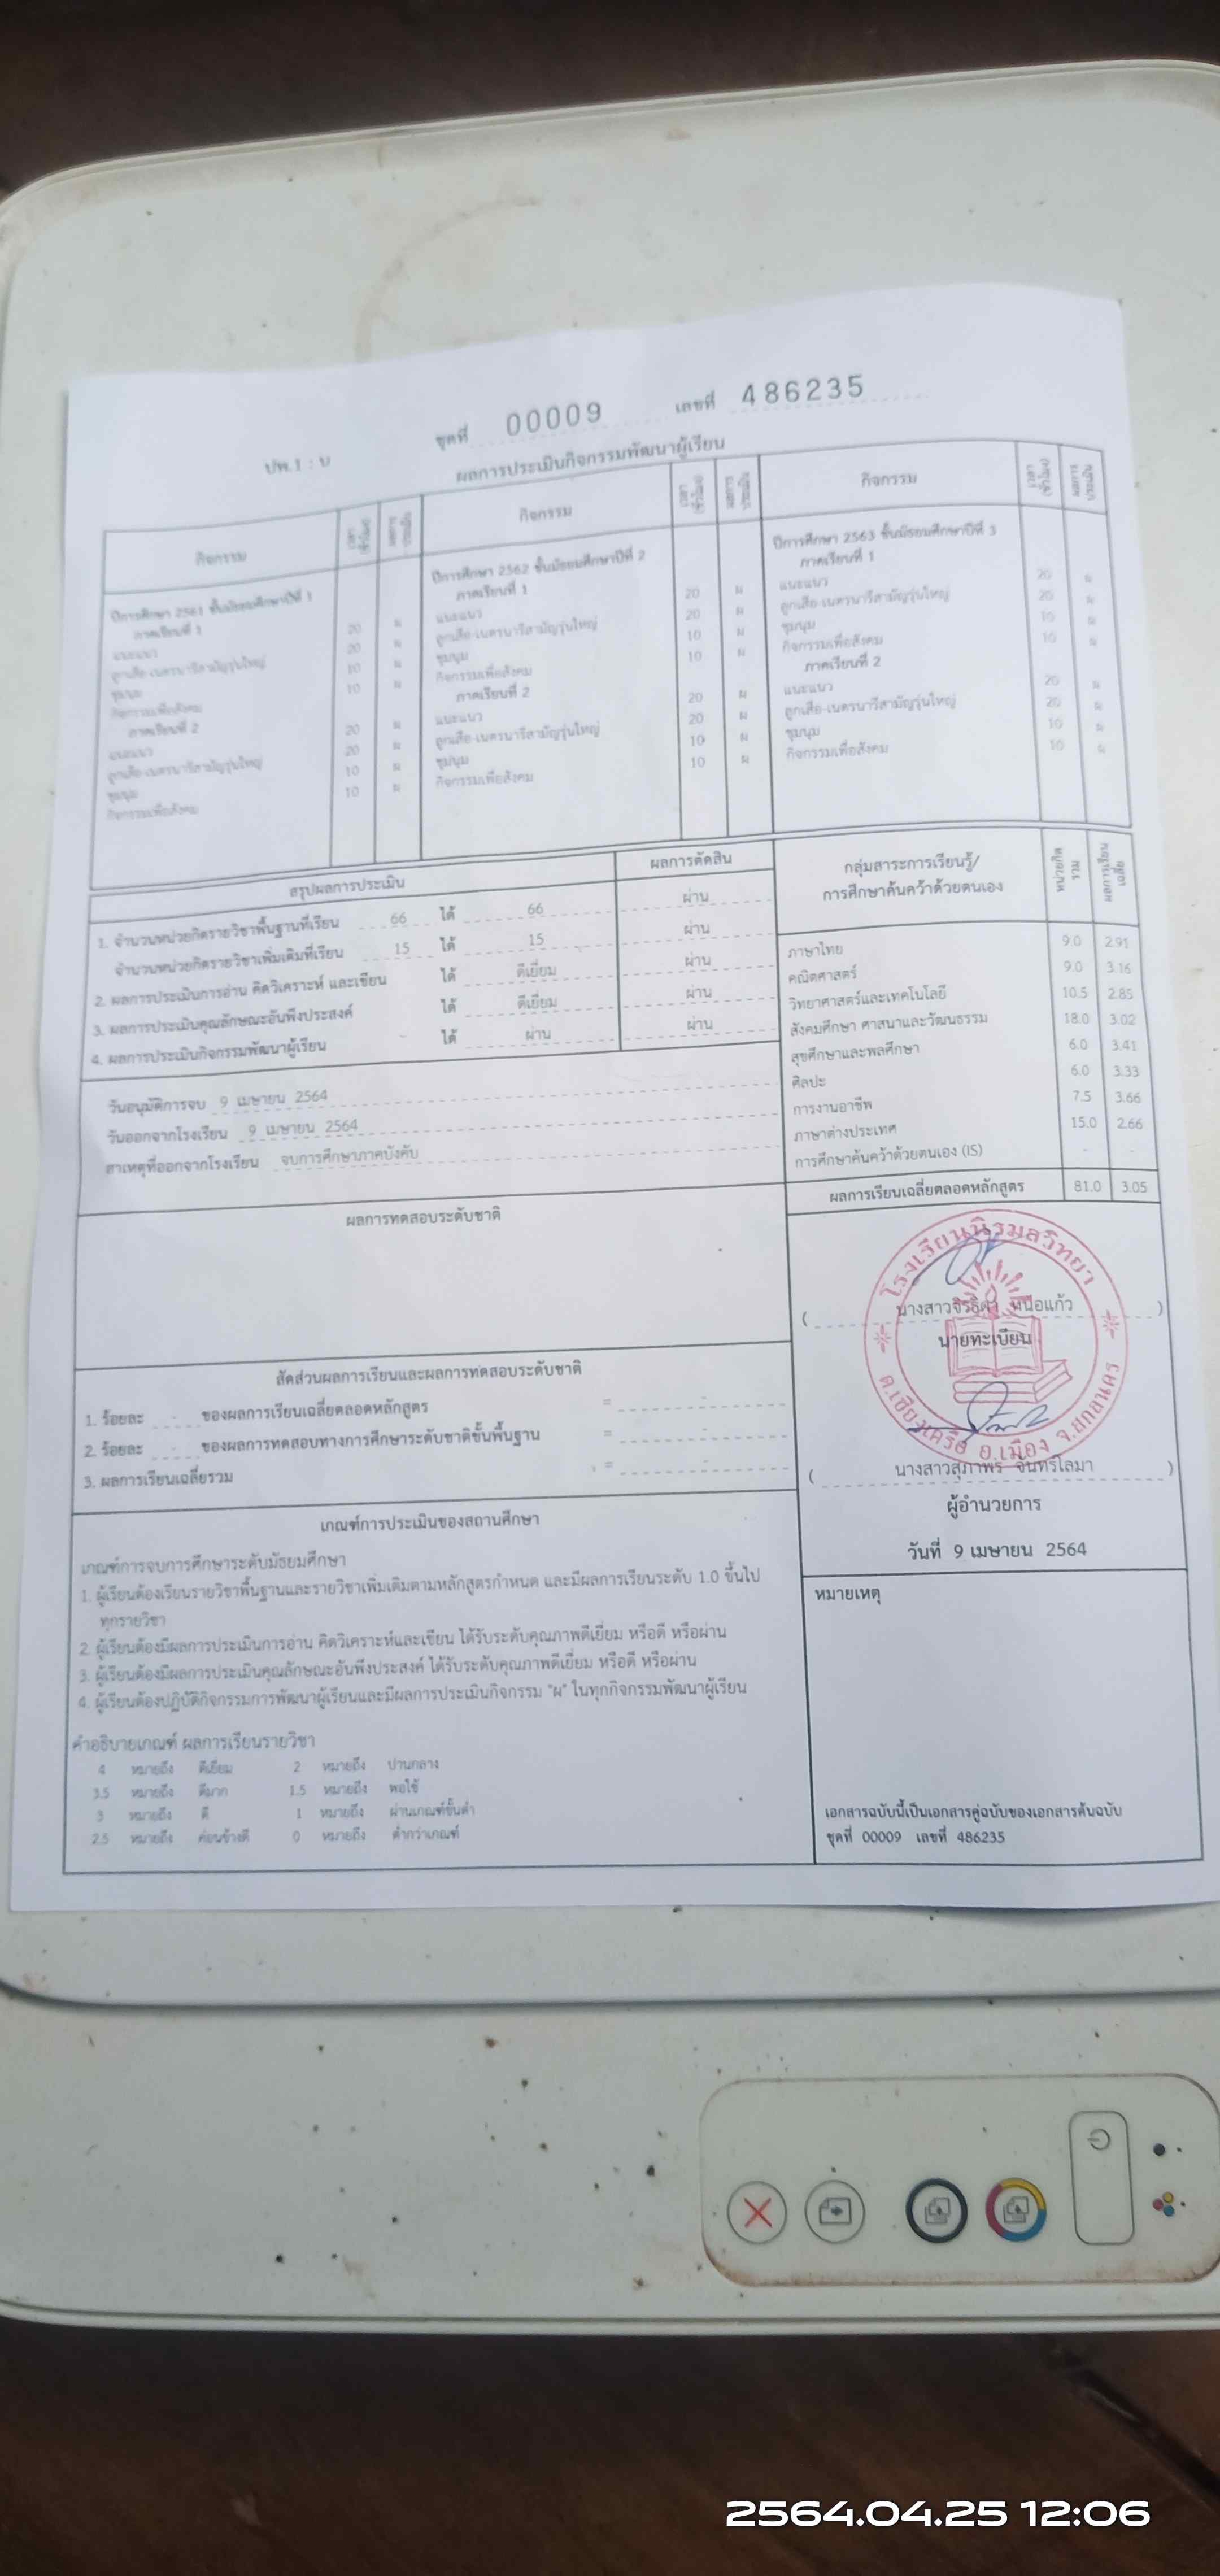 ชุดที่ 00009 เลขที่ 486235
ปพ.1 : บ
ผลการประเมินกิจกรรมพัฒนาผู้เรียน
กิจกรรม เวลา (ชั่วโมง) ผลการประเมิน
ปีการศึกษา 2561 ชั้นมัธยมศึกษาปีที่ 1
ภาคเรียนที่ 1
แนะแนว 20 ผ
ลูกเสือ-เนตรนารีสามัญรุ่นใหญ่ 20 ผ
ชุมนุม 10 ผ
กิจกรรมเพื่อสังคม 10 ผ
ภาคเรียนที่ 2
แนะแนว 20 ผ
ลูกเสือ-เนตรนารีสามัญรุ่นใหญ่ 20 ผ
ชุมนุม 10 ผ
กิจกรรมเพื่อสังคม 10 ผ
กิจกรรม เวลา (ชั่วโมง) ผลการประเมิน
ปีการศึกษา 2562 ชั้นมัธยมศึกษาปีที่ 2
ภาคเรียนที่ 1
แนะแนว 20 ผ
ลูกเสือ-เนตรนารีสามัญรุ่นใหญ่ 20 ผ
ชุมนุม 10 ผ
กิจกรรมเพื่อสังคม 10 ผ
ภาคเรียนที่ 2
แนะแนว 20 ผ
ลูกเสือ-เนตรนารีสามัญรุ่นใหญ่ 20 ผ
ชุมนุม 10 ผ
กิจกรรมเพื่อสังคม 10 ผ
กิจกรรม เวลา (ชั่วโมง) ผลการประเมิน
ปีการศึกษา 2563 ชั้นมัธยมศึกษาปีที่ 3
ภาคเรียนที่ 1
แนะแนว 20 ผ
ลูกเสือ-เนตรนารีสามัญรุ่นใหญ่ 20 ผ
ชุมนุม 10 ผ
กิจกรรมเพื่อสังคม 10 ผ
ภาคเรียนที่ 2
แนะแนว 20 ผ
ลูกเสือ-เนตรนารีสามัญรุ่นใหญ่ 20 ผ
ชุมนุม 10 ผ
กิจกรรมเพื่อสังคม 10 ผ
สรุปผลการประเมิน ผลการตัดสิน
1. จำนวนหน่วยกิตรายวิชาพื้นฐานที่เรียน 66 ได้ 66 ผ่าน
จำนวนหน่วยกิตรายวิชาเพิ่มเติมที่เรียน 15 ได้ 15 ผ่าน
2. ผลการประเมินการอ่าน คิดวิเคราะห์ และเขียน ได้ ดีเยี่ยม ผ่าน
3. ผลการประเมินคุณลักษณะอันพึงประสงค์ ได้ ดีเยี่ยม ผ่าน
4. ผลการประเมินกิจกรรมพัฒนาผู้เรียน ได้ ผ่าน ผ่าน
วันอนุมัติการจบ 9 เมษายน 2564
วันออกจากโรงเรียน 9 เมษายน 2564
สาเหตุที่ออกจากโรงเรียน จบการศึกษาภาคบังคับ
กลุ่มสาระการเรียนรู้/ หน่วยกิตรวม ผลการเรียนเฉลี่ย
การศึกษาค้นคว้าด้วยตนเอง
ภาษาไทย 9.0 2.91
คณิตศาสตร์ 9.0 3.16
วิทยาศาสตร์และเทคโนโลยี 10.5 2.85
สังคมศึกษา ศาสนาและวัฒนธรรม 18.0 3.02
สุขศึกษาและพลศึกษา 6.0 3.41
ศิลปะ 6.0 3.33
การงานอาชีพ 7.5 3.66
ภาษาต่างประเทศ 15.0 2.66
การศึกษาค้นคว้าด้วยตนเอง (IS) - -
ผลการเรียนเฉลี่ยตลอดหลักสูตร 81.0 3.05
ผลการทดสอบระดับชาติ
สัดส่วนผลการเรียนและผลการทดสอบระดับชาติ
1. ร้อยละ - ของผลการเรียนเฉลี่ยตลอดหลักสูตร = -
2. ร้อยละ - ของผลการทดสอบทางการศึกษาระดับชาติขั้นพื้นฐาน = -
3. ผลการเรียนเฉลี่ยรวม = -
โรงเรียนนิรมลวิทยา
ต.เชียงเครือ อ.เมือง จ.สกลนคร
นายทะเบียน
(นางสาวสุภาพร จันทรโลมา)
ผู้อำนวยการ
วันที่ 9 เมษายน 2564
เกณฑ์การประเมินของสถานศึกษา
เกณฑ์การจบการศึกษาระดับมัธยมศึกษา
1. ผู้เรียนต้องเรียนรายวิชาพื้นฐานและรายวิชาเพิ่มเติมตามหลักสูตรกำหนด และมีผลการเรียนระดับ 1.0 ขึ้นไป
ทุกรายวิชา
2. ผู้เรียนต้องมีผลการประเมินการอ่าน คิดวิเคราะห์และเขียน ได้รับระดับคุณภาพดีเยี่ยม หรือดี หรือผ่าน
3. ผู้เรียนต้องมีผลการประเมินคุณลักษณะอันพึงประสงค์ ได้รับระดับคุณภาพดีเยี่ยม หรือดี หรือผ่าน
4. ผู้เรียนต้องปฏิบัติกิจกรรมการพัฒนาผู้เรียนและมีผลการประเมินกิจกรรม "ผ" ในทุกกิจกรรมพัฒนาผู้เรียน
คำอธิบายเกณฑ์ ผลการเรียนรายวิชา
4 หมายถึง ดีเยี่ยม 2 หมายถึง ปานกลาง
3.5 หมายถึง ดีมาก 1.5 หมายถึง พอใช้
3 หมายถึง ดี 1 หมายถึง ผ่านเกณฑ์ขั้นต่ำ
2.5 หมายถึง ค่อนข้างดี 0 หมายถึง ต่ำกว่าเกณฑ์
หมายเหตุ
เอกสารฉบับนี้เป็นเอกสารคู่ฉบับของเอกสารต้นฉบับ
ชุดที่ 00009 เลขที่ 486235
2564.04.25 12:06